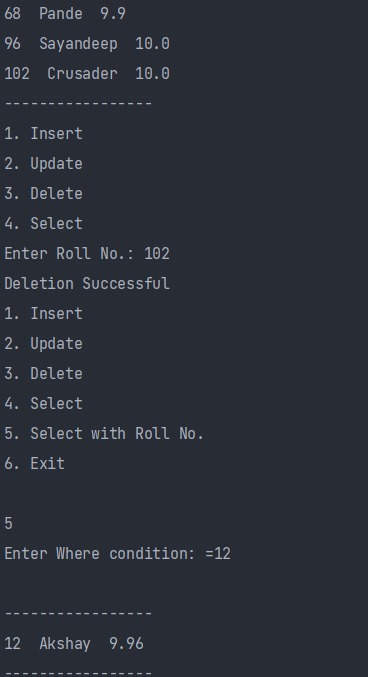 68  Pande  9.9
96  Sayandeep  10.0
102  Crusader  10.0
-----------------
1. Insert
2. Update
3. Delete
4. Select
Enter Roll No.: 102
Deletion Successful
1. Insert
2. Update
3. Delete
4. Select
5. Select with Roll No.
6. Exit
5
Enter Where condition: =12
-----------------
12  Akshay  9.96
-----------------